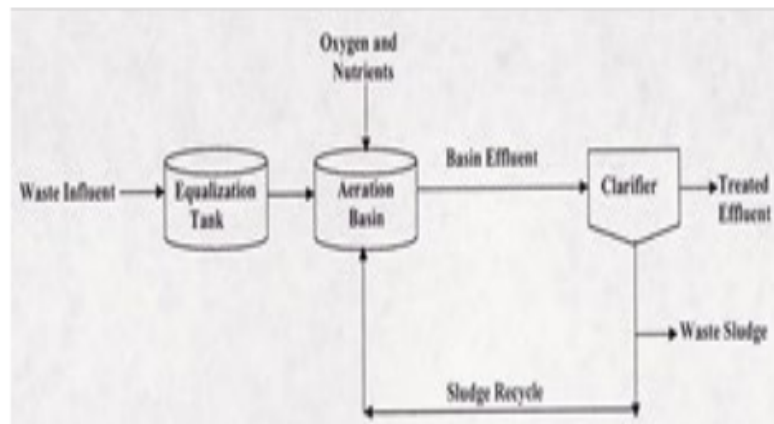 Oxygen and
Nutrients
Basin Effluent
Waste Influent
Equalization
Tank
Aeration
Basin
Clarifier
Treated
Effluent
Waste Sludge
Sludge Recycle